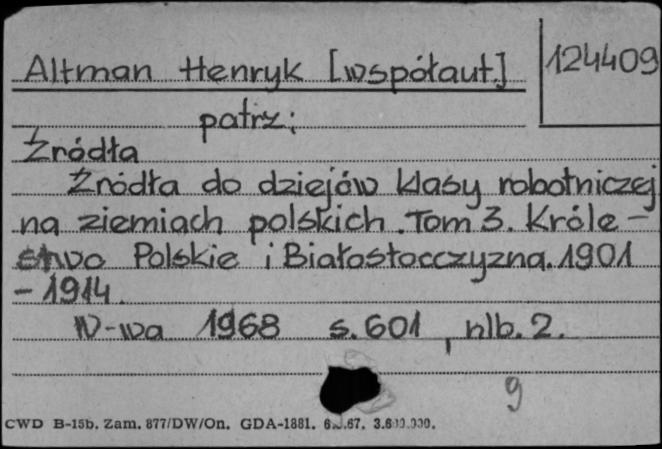 Altman Henryk [współaut.]
124409
patrz:
Źródła
Źródła do dziejów klasy robotniczej
na ziemiach polskich. Tom 3. Króle-
stwo Polskie i Białostocczyzna. 1901
- 1914.
W-wa 1968 s. 601, nlb. 2.
9
CWD B-15b. Zam. 877/DW/On. GDA-1881.